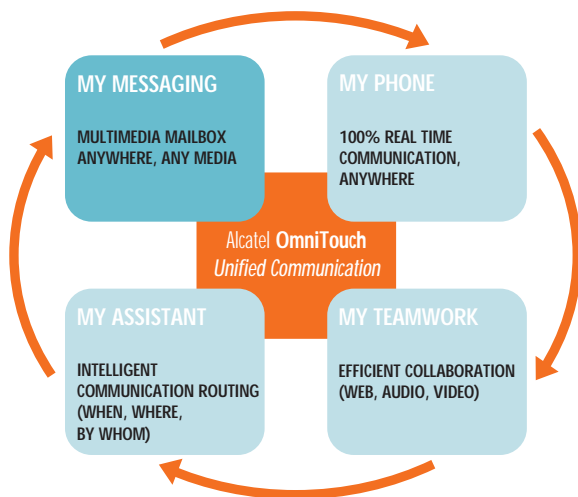 MY MESSAGING
MULTIMEDIA MAILBOX
ANYWHERE, ANY MEDIA
MY PHONE
100% REAL TIME
COMMUNICATION,
ANYWHERE
Alcatel OmniTouch
Unified Communication
MY ASSISTANT
INTELLIGENT
COMMUNICATION ROUTING
(WHEN, WHERE,
BY WHOM)
MY TEAMWORK
EFFICIENT COLLABORATION
(WEB, AUDIO, VIDEO)